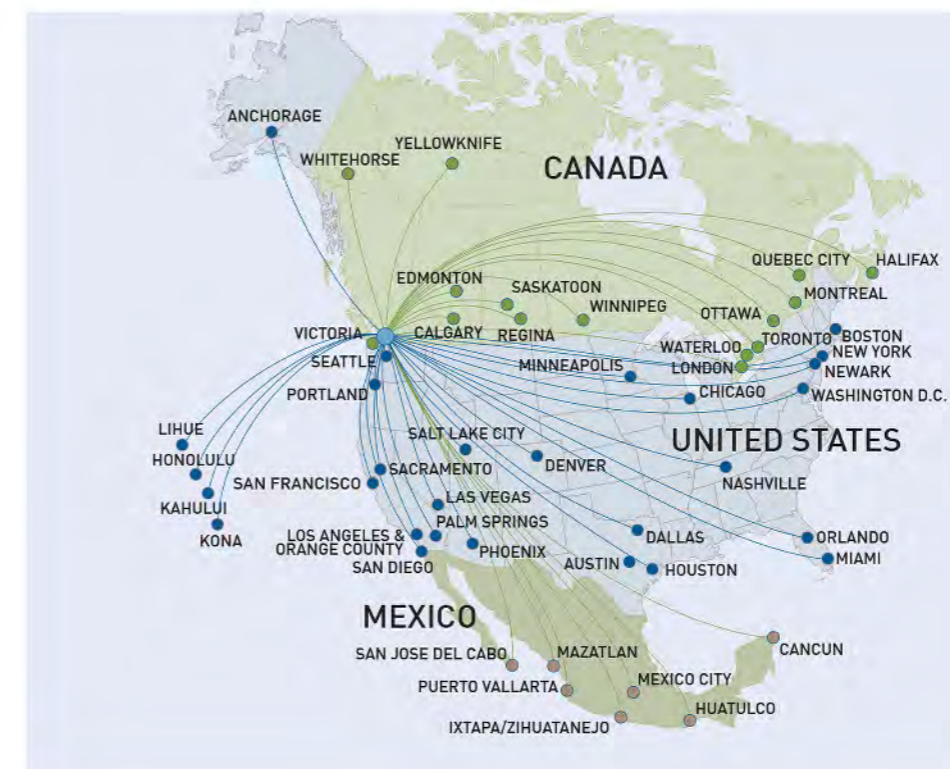 ANCHORAGE
YELLOWKNIFE
WHITEHORSE
CANADA
QUEBEC CITY
HALIFAX
EDMONTON
SASKATOON
MONTREAL
WINNIPEG
OTTAWA
VICTORIA
CALGARY
REGINA
TORONTO
BOSTON
WATERLOO
NEW YORK
SEATTLE
MINNEAPOLIS
LONDON
NEWARK
PORTLAND
CHICAGO
WASHINGTON D.C.
LIHUE
SALT LAKE CITY
UNITED STATES
HONOLULU
SACRAMENTO
DENVER
SAN FRANCISCO
NASHVILLE
KAHULUI
LAS VEGAS
PALM SPRINGS
KONA
LOS ANGELES &
ORANGE COUNTY
PHOENIX
DALLAS
ORLANDO
SAN DIEGO
AUSTIN
HOUSTON
MIAMI
MEXICO
SAN JOSE DEL CABO
MAZATLAN
CANCUN
PUERTO VALLARTA
MEXICO CITY
HUATULCO
IXTAPA/ZIHUATANEJO